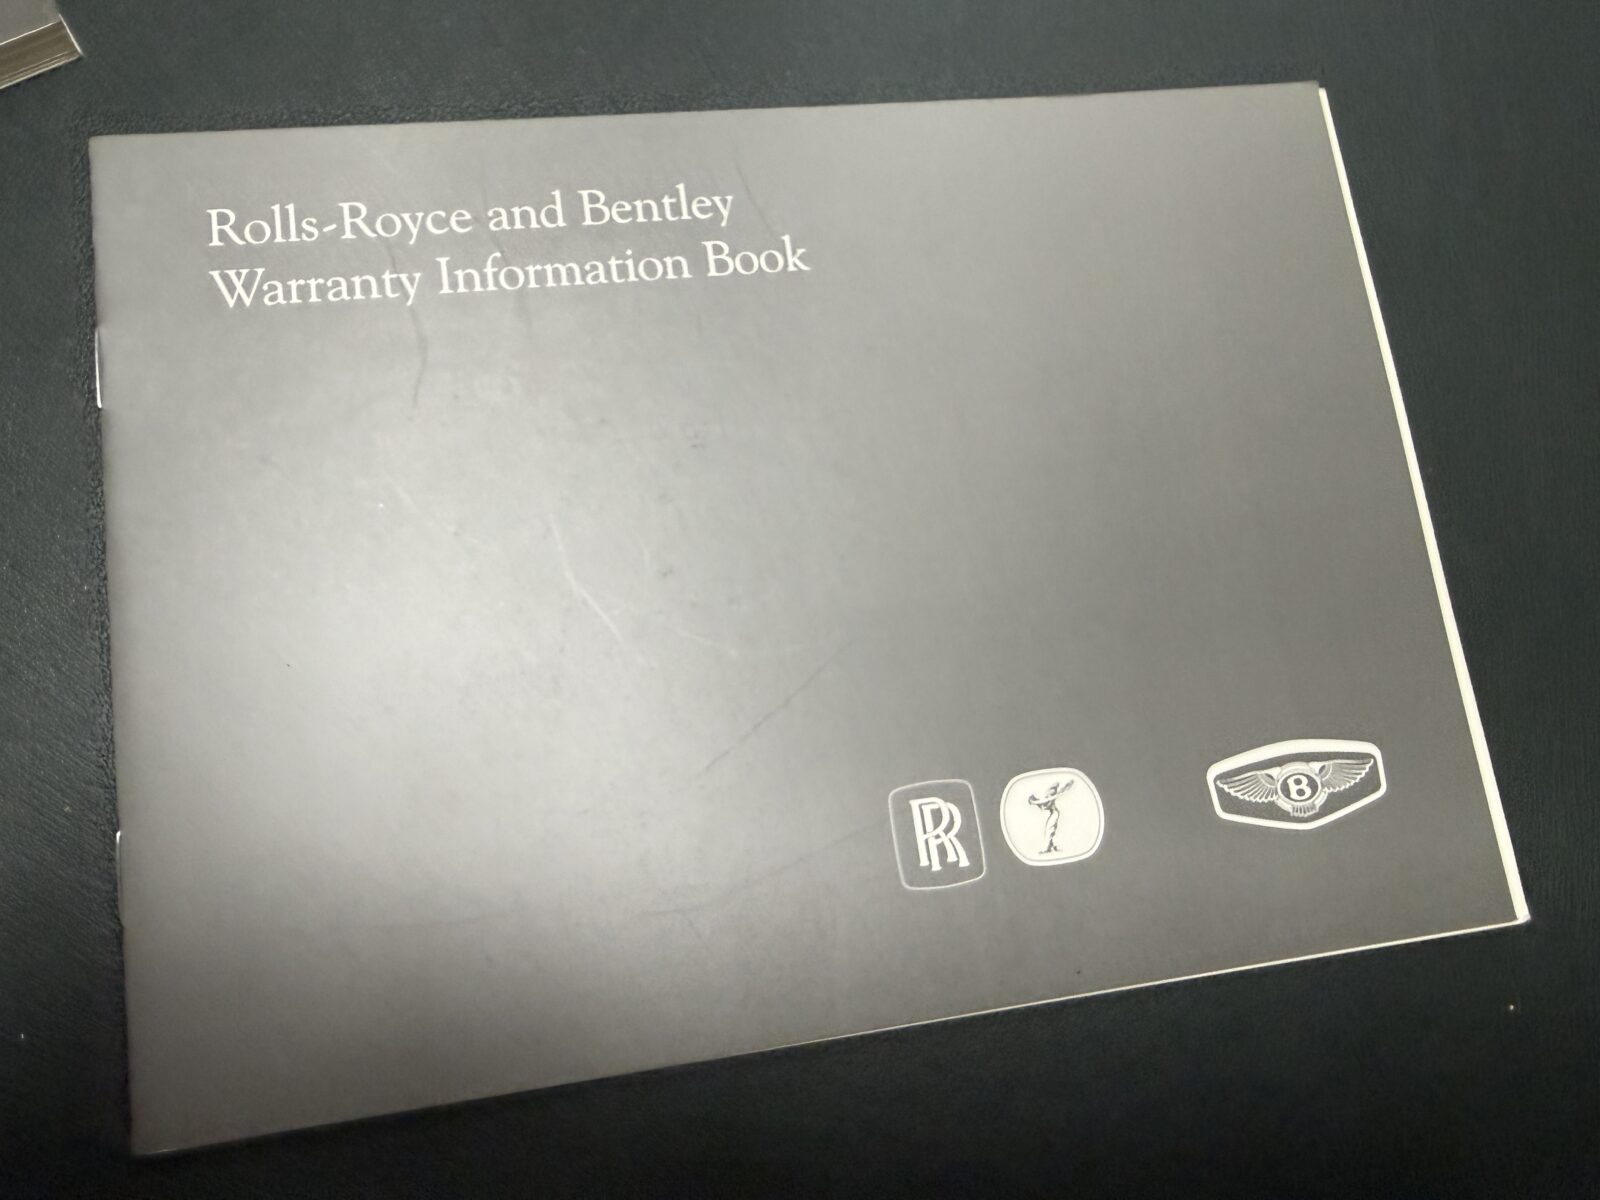 Rolls-Royce and Bentley
Warranty Information Book
RR
B